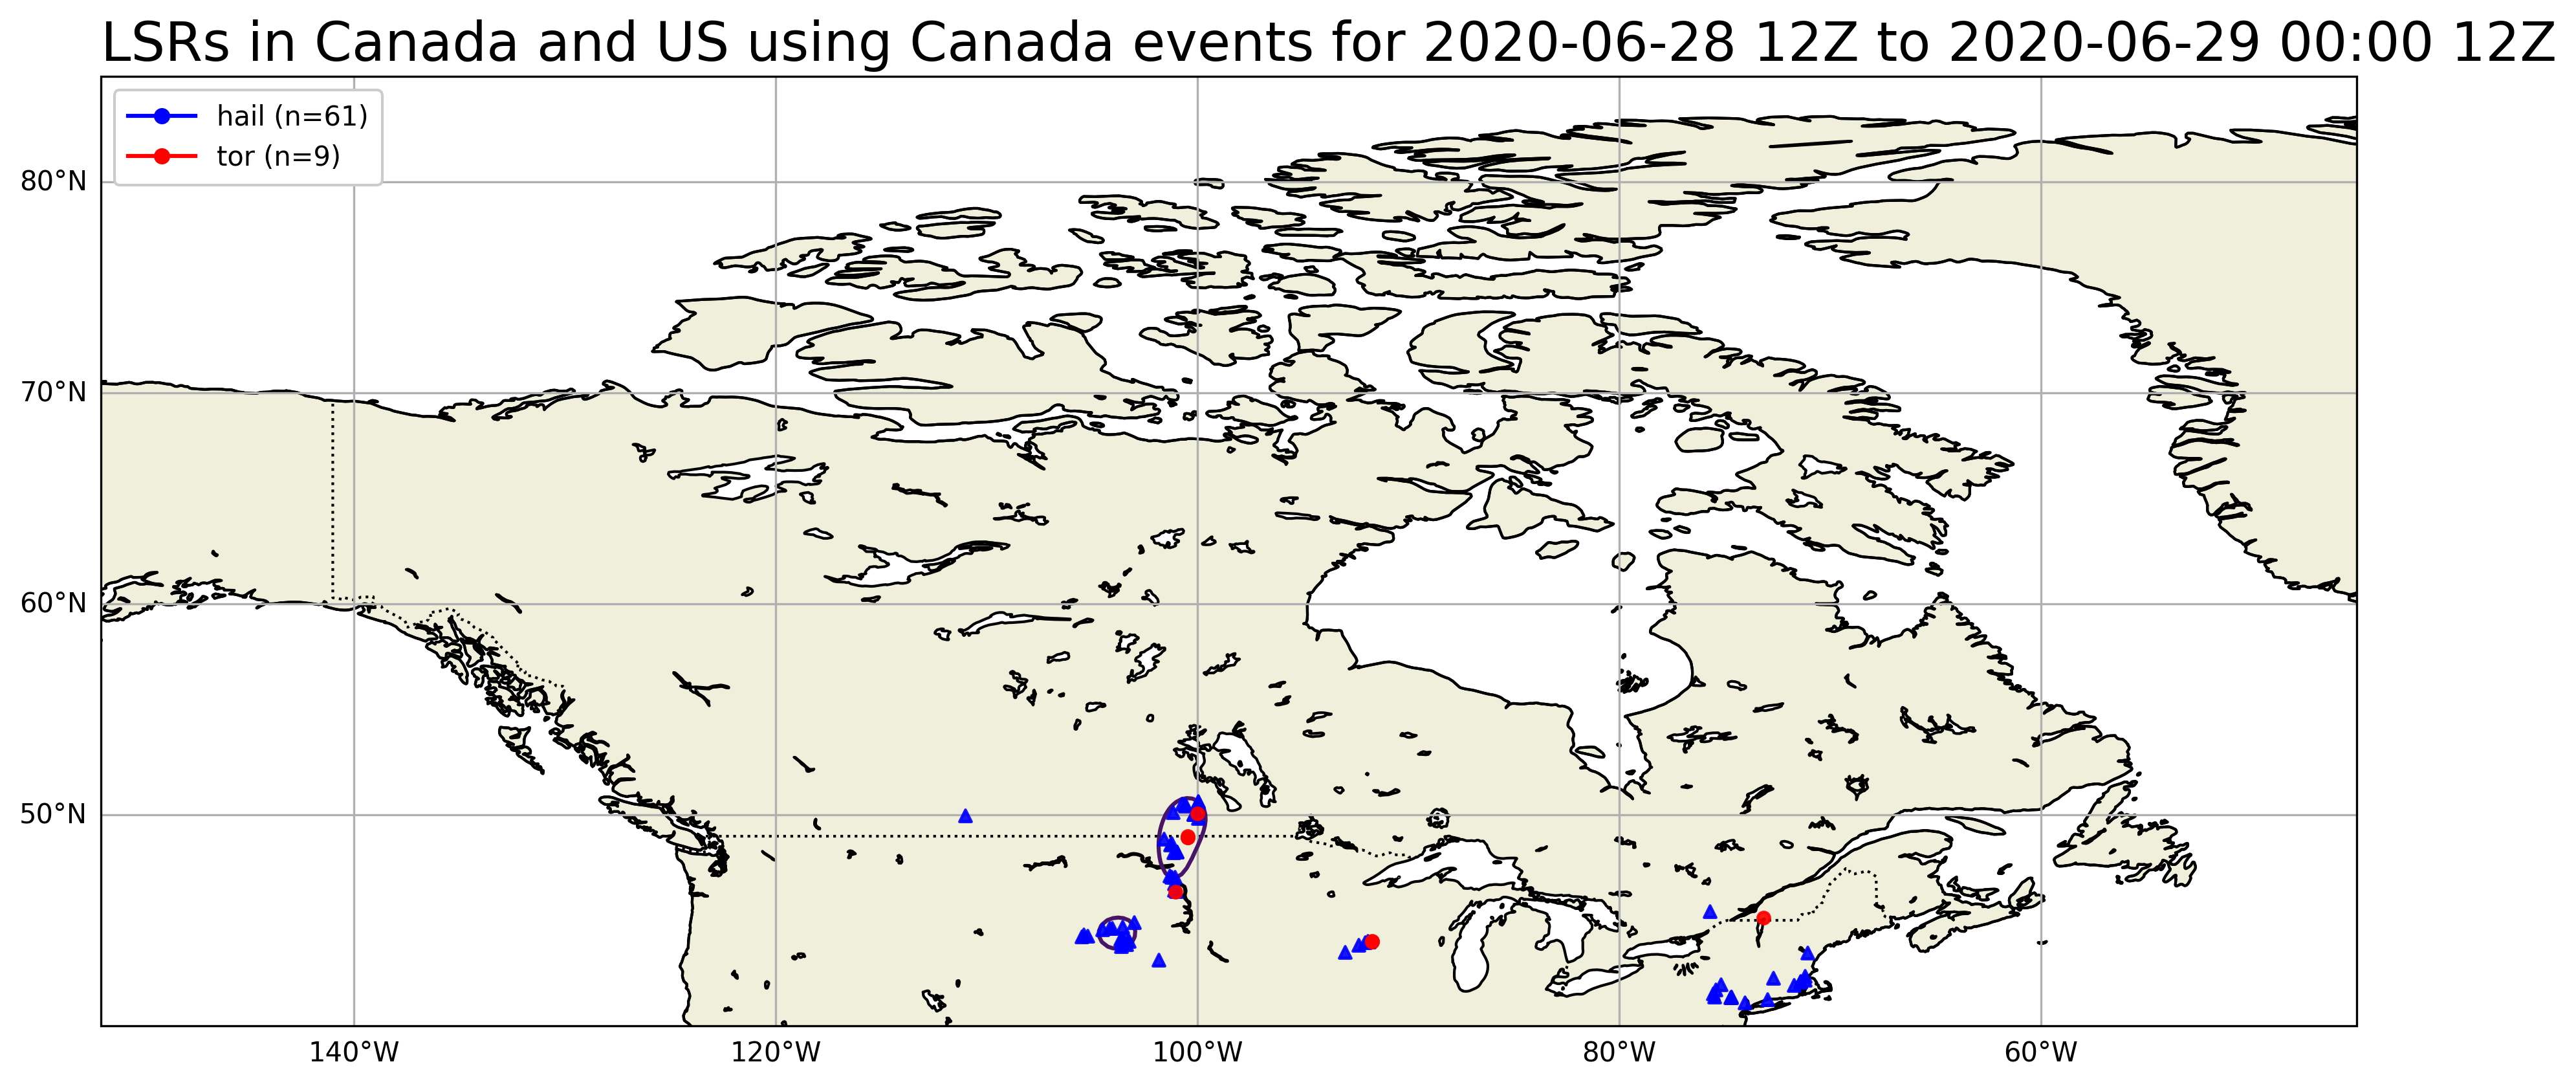 LSRs in Canada and US using Canada events for 2020-06-28 12Z to 2020-06-29 00:00 12Z
hail (n=61)
tor (n=9)
80°N
70°N
60°N
50°N
140°W 120°W 100°W 80°W 60°W